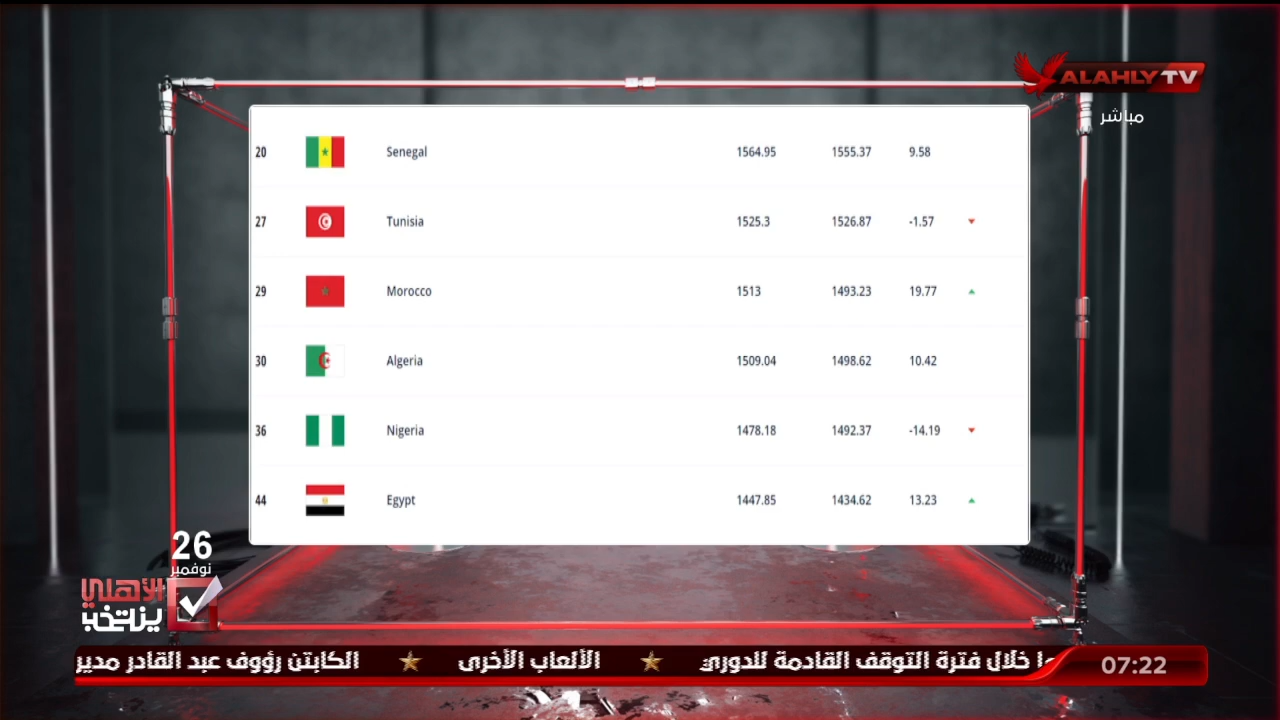 ALAHLY TV
مباشر
20 Senegal 1564.95 1555.37 9.58
27 Tunisia 1525.3 1526.87 -1.57
29 Morocco 1513 1493.23 19.77
30 Algeria 1509.04 1498.62 10.42
36 Nigeria 1478.18 1492.37 -14.19
44 Egypt 1447.85 1434.62 13.23
26
نوفمبر
الأهلي
ينتخب
ما خلال فترة التوقف القادمة للدوري ★ الألعاب الأخرى ★ الكابتن رؤوف عبد القادر مدير
07:22